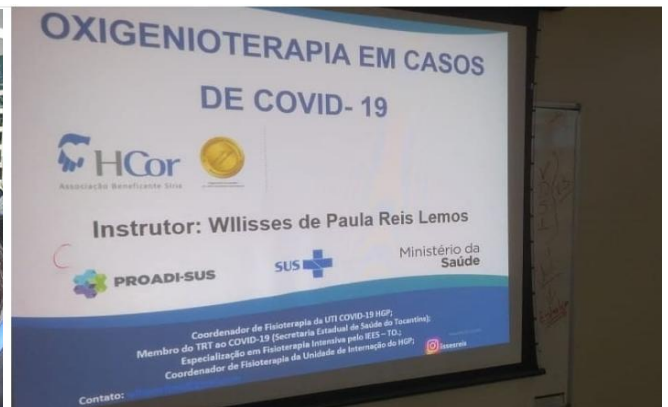 OXIGENIOTERAPIA EM CASOS
DE COVID- 19
HCor
Associação Beneficente Síria
Instrutor: WIlisses de Paula Reis Lemos
PROADI-SUS
SUS
Ministério da
Saúde
Coordenador de Fisioterapia da UTI COVID-19 HGP;
Membro do TRT ao COVID-19 (Secretaria Estadual de Saúde do Tocantins);
Especialização em Fisioterapia Intensiva pelo IEES – TO.;
Coordenador de Fisioterapia da Unidade de Internação do HGP;
Contato: